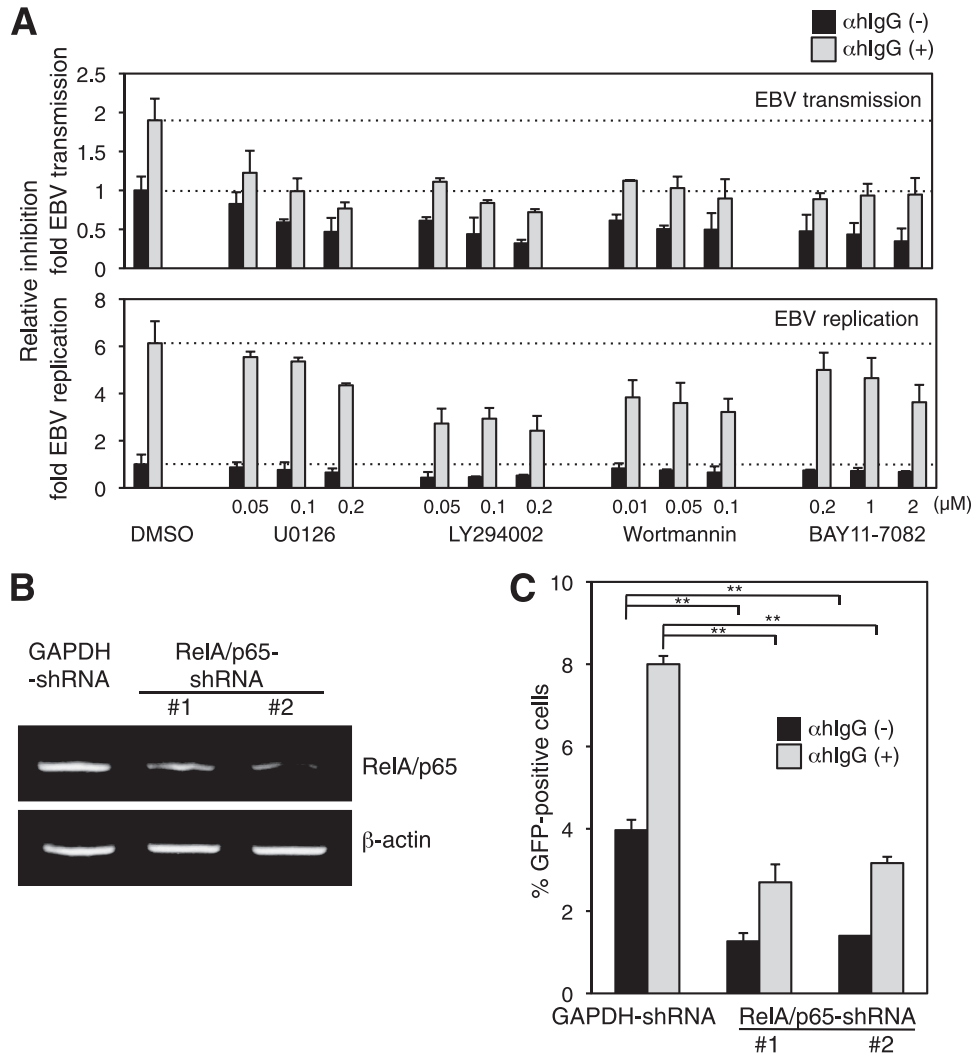 A
αhIgG (-)
αhIgG (+)
Relative inhibition
fold EBV transmission
2.5
2
1.5
1
0.5
0
EBV transmission
fold EBV replication
8
6
4
2
0
EBV replication
0.05 0.1 0.2 0.05 0.1 0.2 0.01 0.05 0.1 0.2 1 2 (μM)
DMSO U0126 LY294002 Wortmannin BAY11-7082
B
GAPDH
-shRNA
RelA/p65-
shRNA
#1 #2
RelA/p65
β-actin
C
% GFP-positive cells
10
8
6
4
2
0
**
**
**
**
αhIgG (-)
αhIgG (+)
GAPDH-shRNA RelA/p65-shRNA
#1 #2